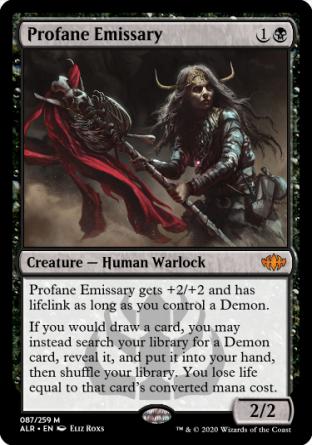 Profane Emissary 1
Creature — Human Warlock
Profane Emissary gets +2/+2 and has
lifelink as long as you control a Demon.
If you would draw a card, you may
instead search your library for a Demon
card, reveal it, and put it into your hand,
then shuffle your library. You lose life
equal to that card's converted mana cost.
2/2
087/259 M
ALR • EN Eliz Roxs
™ & © 2020 Wizards of the Coast